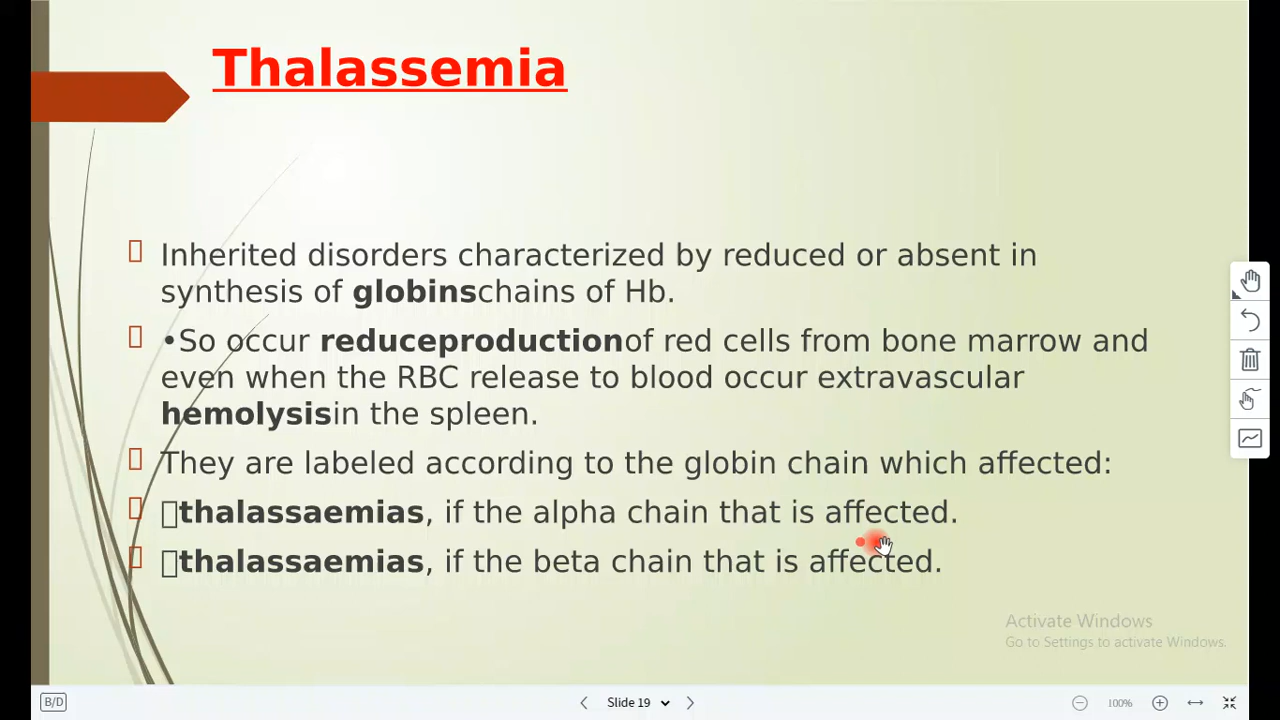 Thalassemia
Inherited disorders characterized by reduced or absent in
synthesis of globinschains of Hb.
•So occur reduceproductionof red cells from bone marrow and
even when the RBC release to blood occur extravascular
hemolysisin the spleen.
They are labeled according to the globin chain which affected:
thalassaemias, if the alpha chain that is affected.
thalassaemias, if the beta chain that is affected.
Activate Windows
Go to Settings to activate Windows.
B/D
Slide 19
100%